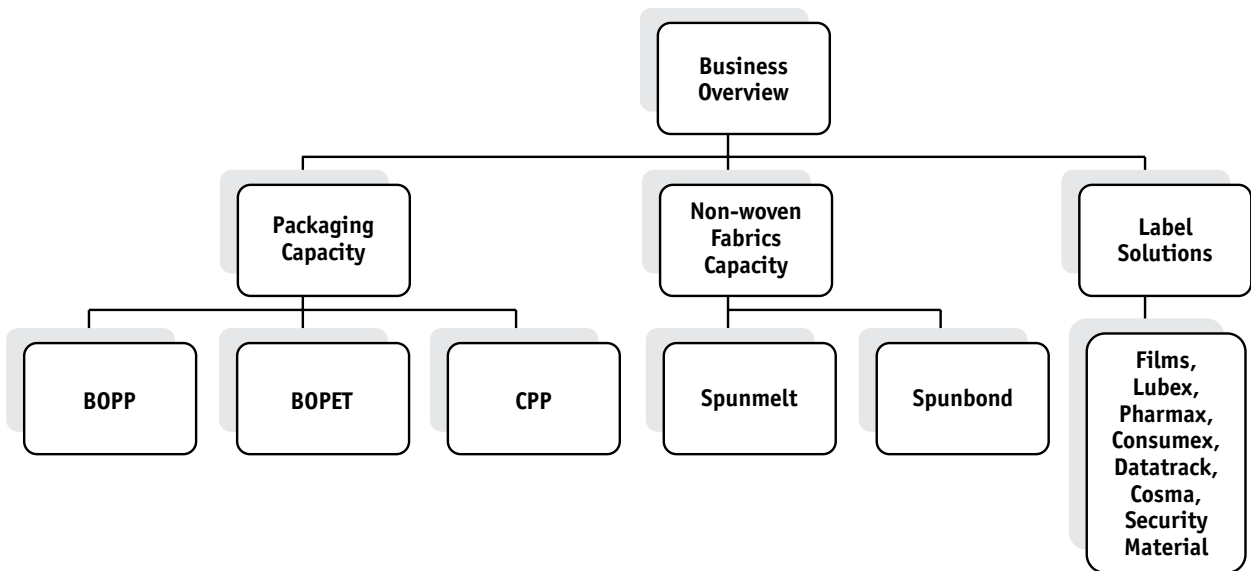 Business
Overview
Packaging
Capacity
Non-woven
Fabrics
Capacity
Label
Solutions
BOPP
BOPET
CPP
Spunmelt
Spunbond
Films,
Lubex,
Pharmax,
Consumex,
Datatrack,
Cosma,
Security
Material